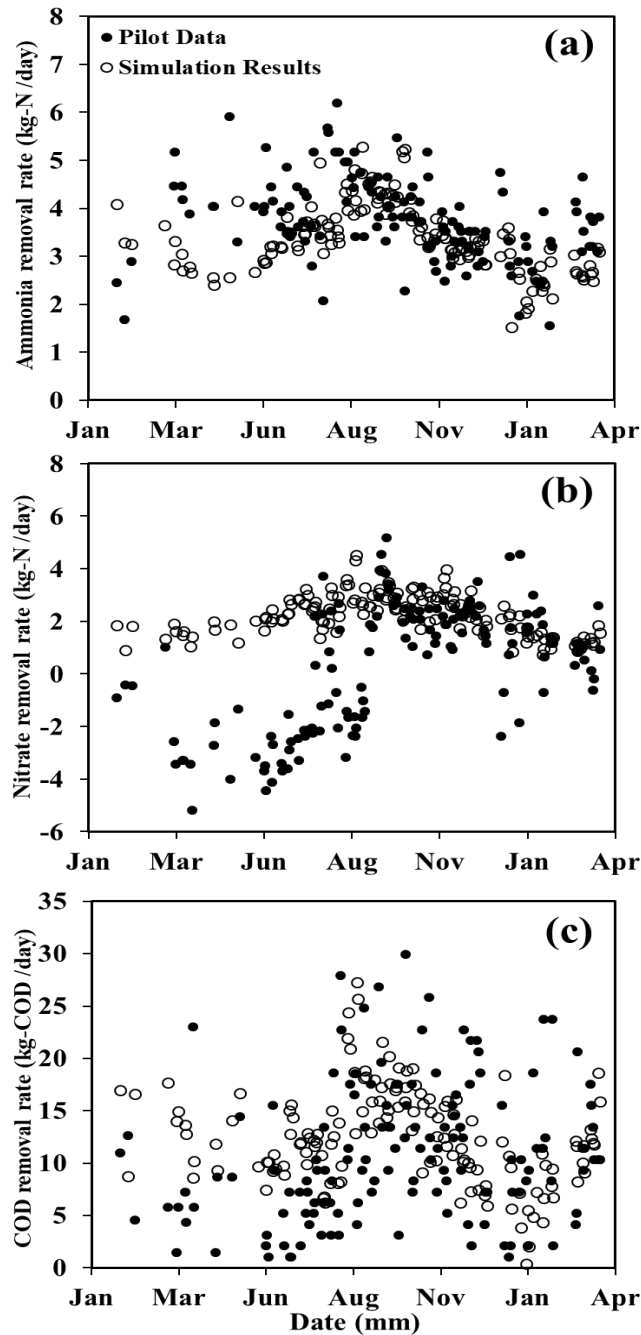 (a)
Pilot Data
Simulation Results
Ammonia removal rate (kg-N /day)
8
7
6
5
4
3
2
1
0
Jan Mar Jun Aug Nov Jan Apr
(b)
Nitrate removal rate (kg-N /day)
8
6
4
2
0
-2
-4
-6
Jan Mar Jun Aug Nov Jan Apr
(c)
COD removal rate (kg-COD /day)
35
30
25
20
15
10
5
0
Jan Mar Jun Aug Nov Jan Apr
Date (mm)